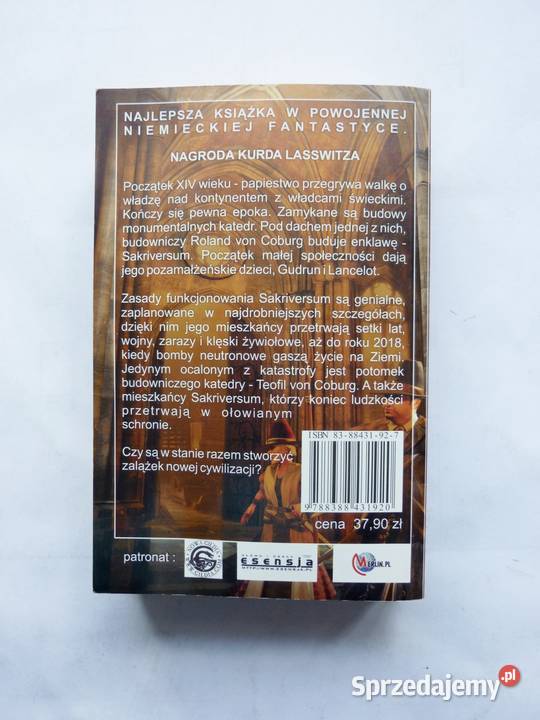 NAJLEPSZA KSIĄŻKA W POWOJENNEJ
NIEMIECKIEJ FANTASTYCE.
NAGRODA KURDA LASSWITZA
Początek XIV wieku - papiestwo przegrywa walkę o
władzę nad kontynentem z władcami świeckimi.
Kończy się pewna epoka. Zamykane są budowy
monumentalnych katedr. Pod dachem jednej z nich,
budowniczy Roland von Coburg buduje enklawę -
Sakriversum. Początek małej społeczności dają
jego pozamałżeńskie dzieci, Gudrun i Lancelot.
Zasady funkcjonowania Sakriversum są genialne,
zaplanowane w najdrobniejszych szczegółach,
dzięki nim jego mieszkańcy przetrwają setki lat,
wojny, zarazy i klęski żywiołowe, aż do roku 2018,
kiedy bomby neutronowe gaszą życie na Ziemi.
Jedynym ocalonym z katastrofy jest potomek
budowniczego katedry - Teofil von Coburg. A także
mieszkańcy Sakriversum, którzy koniec ludzkości
przetrwają w ołowianym
schronie.
Czy są w stanie razem stworzyć
zalążek nowej cywilizacji?
ISBN 83-88431-92-7
9 788388 431920
cena 37,90 zł
patronat :
esensja
MERLIN.PL
Sprzedajemy.pl